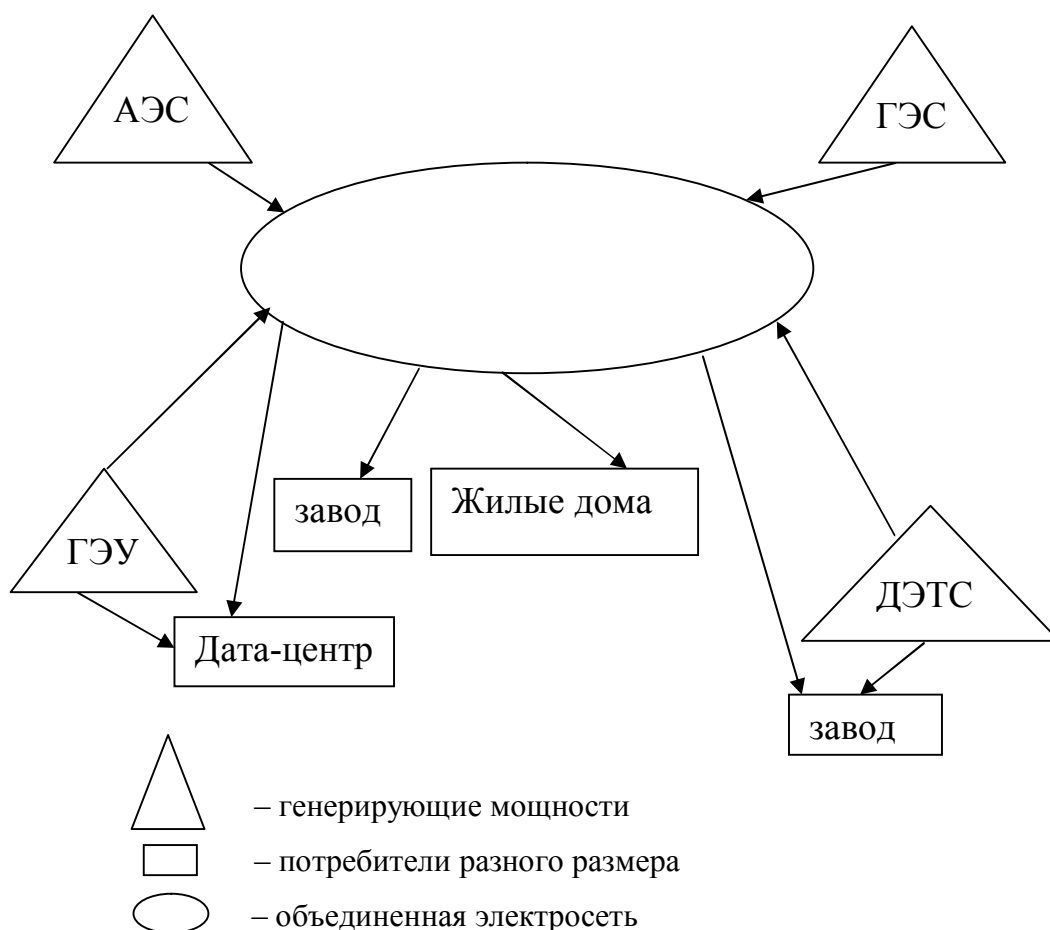 АЭС
ГЭС
завод
Жилые дома
ГЭУ
ДЭТС
Дата-центр
завод
– генерирующие мощности
– потребители разного размера
– объединенная электросеть